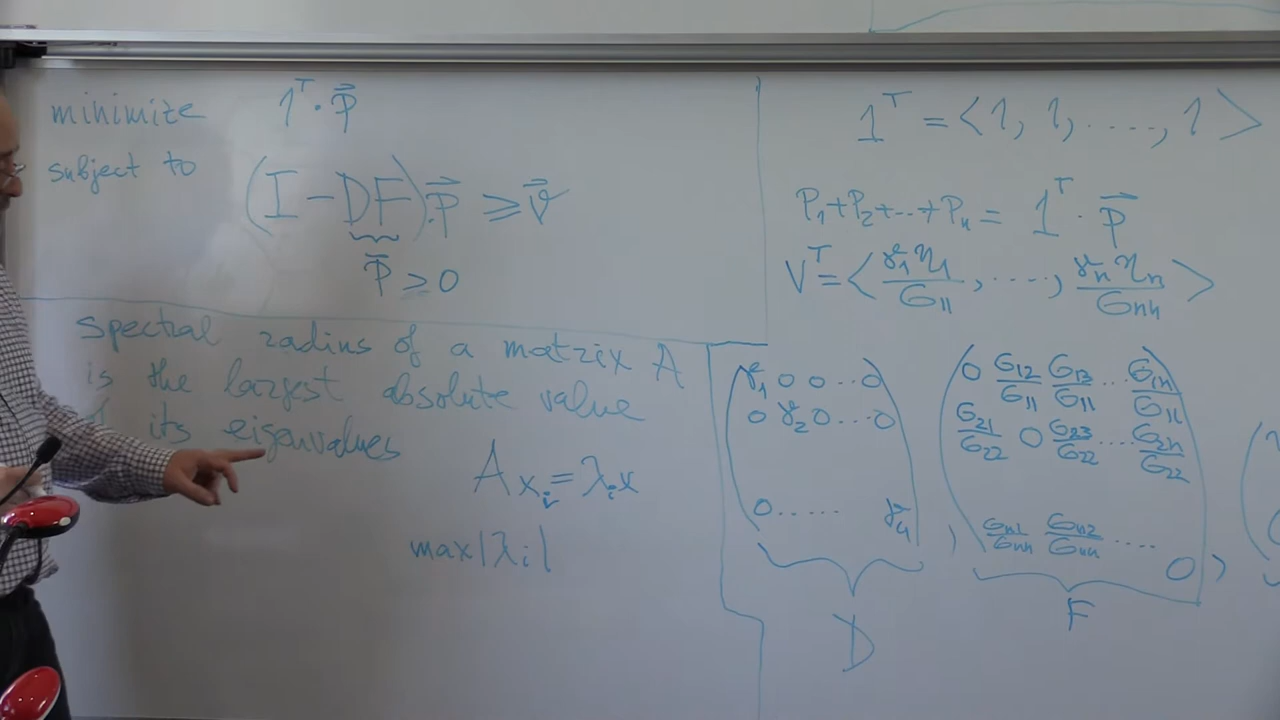 minimize 1^T · p⃗
subject to (I - DF) · p⃗ ≥ v⃗
p̄ ≥ 0
spectral radius of a matrix A
is the largest absolute value
its eigenvalues
A x_i = λ_i x
max|λ_i|
1^T = <1, 1, ...., 1>
P_1 + P_2 + ... + P_n = 1^T · p⃗
V^T = <γ_1 η_1 / G_11, ...., γ_n η_n / G_nn>
γ_1 0 0 ... 0
0 γ_2 0 ... 0
0 ...... γ_n
D
,
0 G_12/G_11 G_13/G_11 ... G_1n/G_11
G_21/G_22 0 G_23/G_22 .... G_2n/G_22
G_n1/G_nn G_n2/G_nn .... 0
,
F